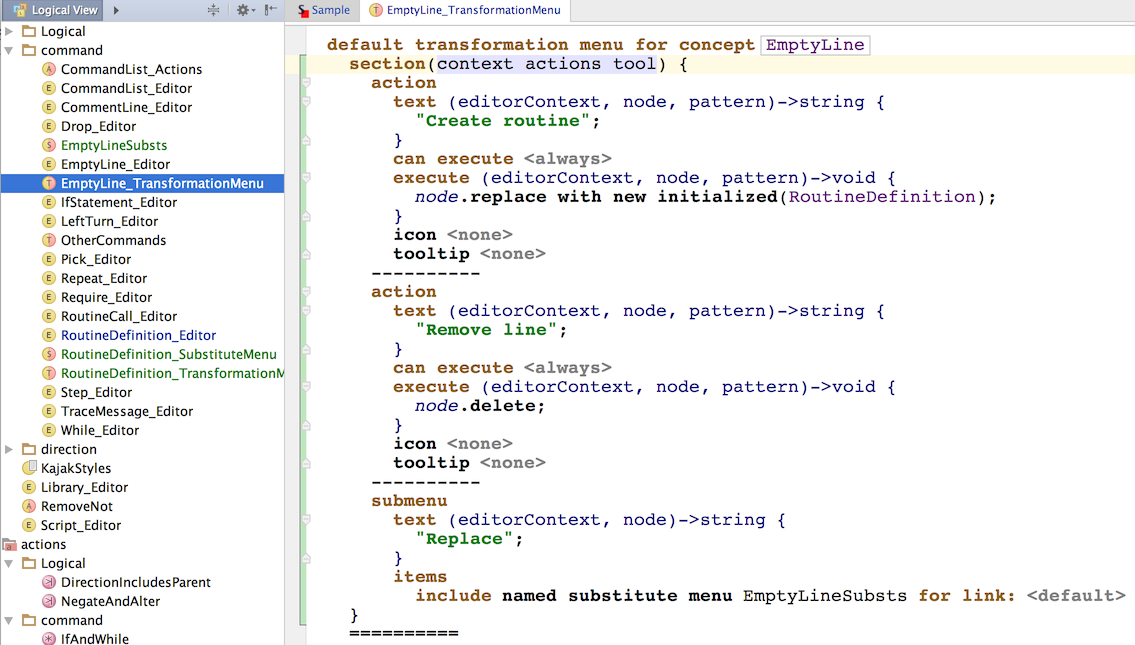 Logical View
Logical
command
CommandList_Actions
CommandList_Editor
CommentLine_Editor
Drop_Editor
EmptyLineSubsts
EmptyLine_Editor
EmptyLine_TransformationMenu
IfStatement_Editor
LeftTurn_Editor
OtherCommands
Pick_Editor
Repeat_Editor
Require_Editor
RoutineCall_Editor
RoutineDefinition_Editor
RoutineDefinition_SubstituteMenu
RoutineDefinition_TransformationM
Step_Editor
TraceMessage_Editor
While_Editor
direction
KajakStyles
Library_Editor
RemoveNot
Script_Editor
actions
Logical
DirectionIncludesParent
NegateAndAlter
command
IfAndWhile
Sample EmptyLine_TransformationMenu
default transformation menu for concept EmptyLine
section(context actions tool) {
action
text (editorContext, node, pattern)->string {
"Create routine";
}
can execute <always>
execute (editorContext, node, pattern)->void {
node.replace with new initialized(RoutineDefinition);
}
icon <none>
tooltip <none>
----------
action
text (editorContext, node, pattern)->string {
"Remove line";
}
can execute <always>
execute (editorContext, node, pattern)->void {
node.delete;
}
icon <none>
tooltip <none>
----------
submenu
text (editorContext, node)->string {
"Replace";
}
items
include named substitute menu EmptyLineSubsts for link: <default>
}
==========